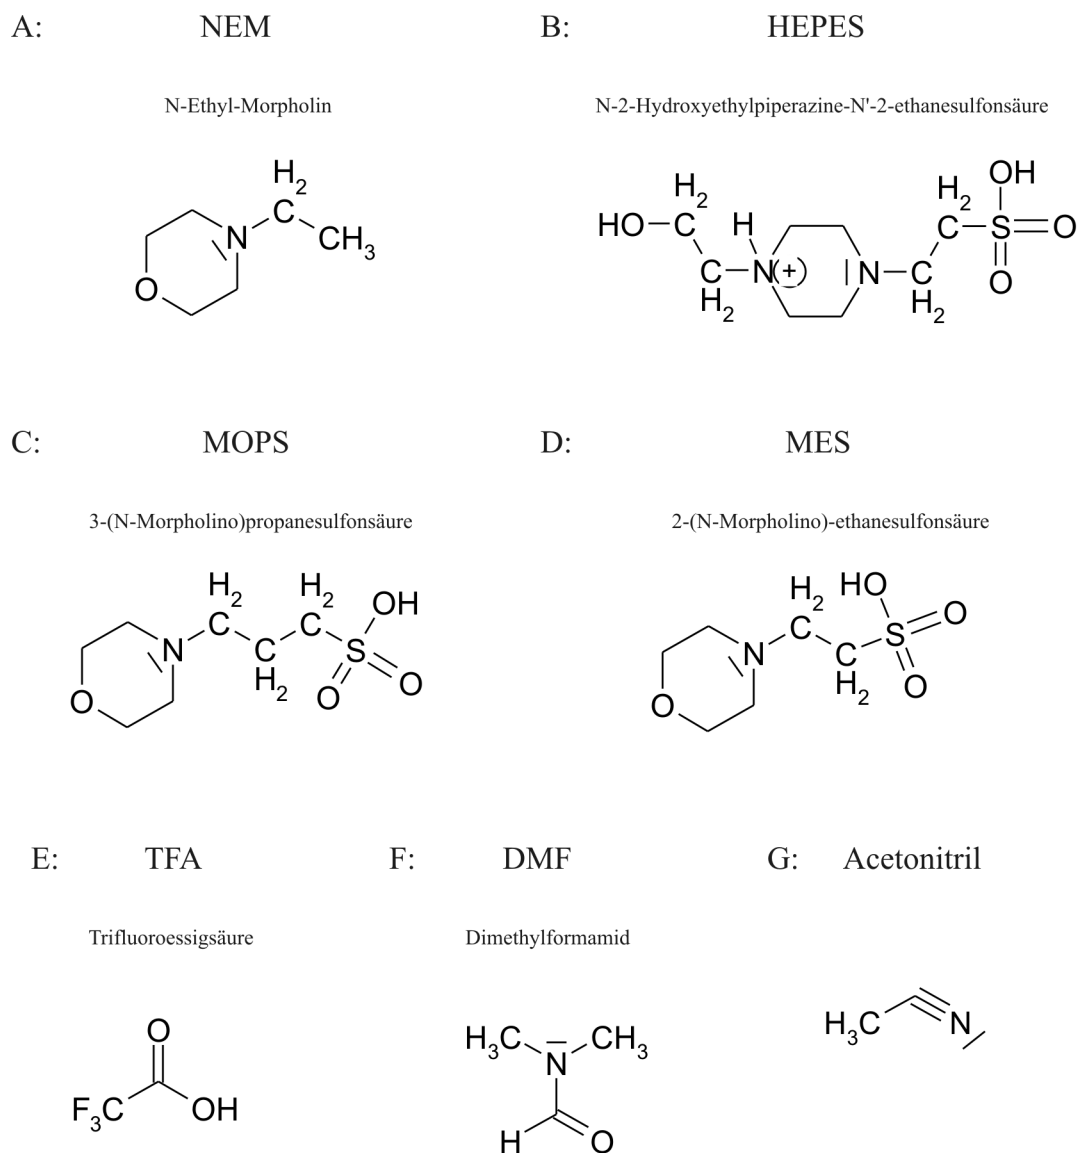 A: NEM B: HEPES
N-Ethyl-Morpholin N-2-Hydroxyethylpiperazine-N'-2-ethanesulfonsäure
H2
C
N CH3
O
H2 H2 OH
HO C H C S O
C N(+) N C O
H2 H2
C: MOPS D: MES
3-(N-Morpholino)propanesulfonsäure 2-(N-Morpholino)-ethanesulfonsäure
H2 H2 OH
N C C S
C
O H2 O O
H2 HO O
N C S
C
O H2 O
E: TFA F: DMF G: Acetonitril
Trifluoroessigsäure Dimethylformamid
O
F3C OH
H3C N CH3
H O
H3C N